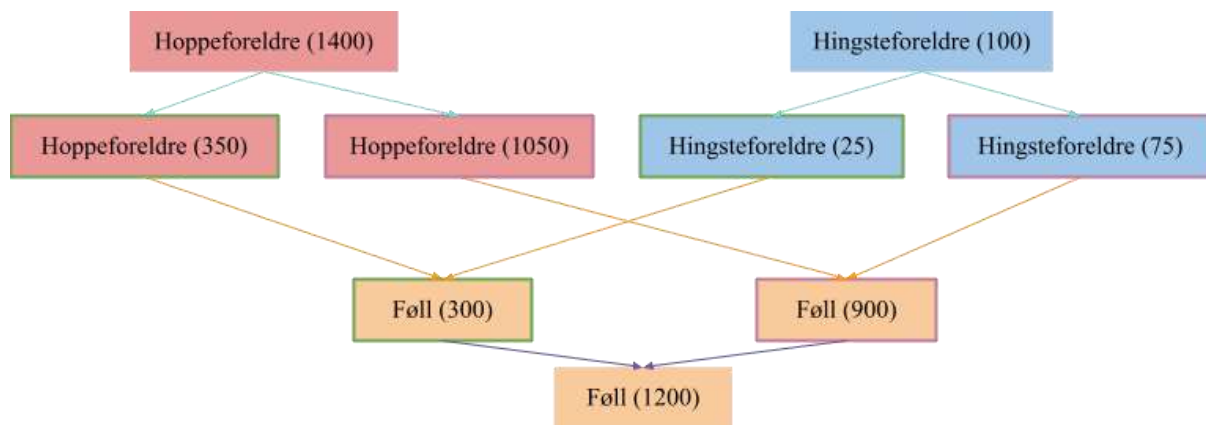 Hoppeforeldre (1400)
Hingsteforeldre (100)
Hoppeforeldre (350)
Hoppeforeldre (1050)
Hingsteforeldre (25)
Hingsteforeldre (75)
Føll (300)
Føll (900)
Føll (1200)